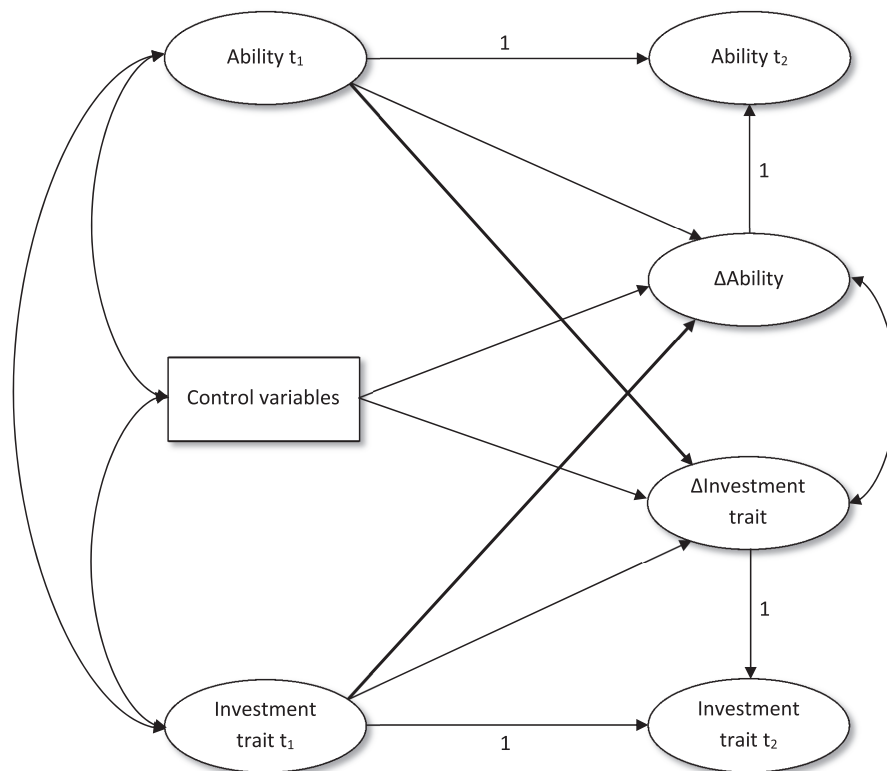 Ability t₁
1
Ability t₂
1
ΔAbility
Control variables
ΔInvestment
trait
1
Investment
trait t₁
1
Investment
trait t₂